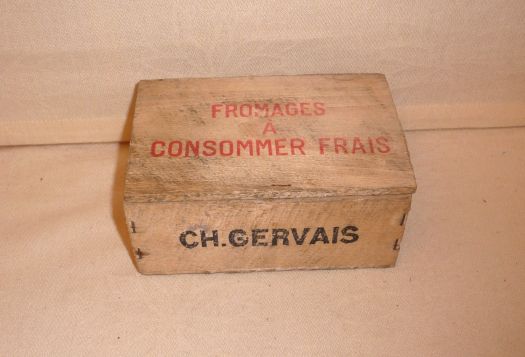 FROMAGES
A
CONSOMMER FRAIS
CH.GERVAIS